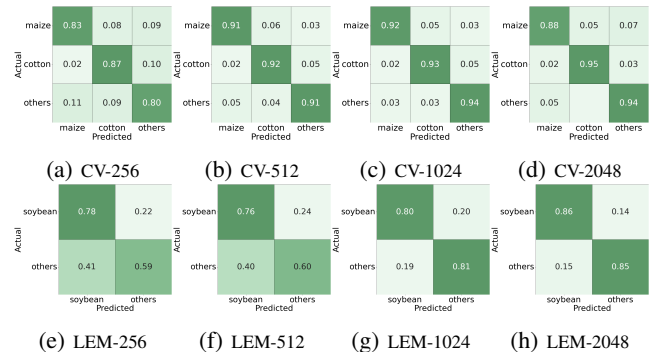 maize 0.83 0.08 0.09 maize 0.91 0.06 0.03 maize 0.92 0.05 0.03 maize 0.88 0.05 0.07
Actual Actual Actual Actual
cotton 0.02 0.87 0.10 cotton 0.02 0.92 0.05 cotton 0.02 0.93 0.05 cotton 0.02 0.95 0.03
others 0.11 0.09 0.80 others 0.05 0.04 0.91 others 0.03 0.03 0.94 others 0.05 0.94
maize cotton others maize cotton others maize cotton others maize cotton others
Predicted Predicted Predicted Predicted
(a) CV-256 (b) CV-512 (c) CV-1024 (d) CV-2048
soybean 0.78 0.22 soybean 0.76 0.24 soybean 0.80 0.20 soybean 0.86 0.14
Actual Actual Actual Actual
others 0.41 0.59 others 0.40 0.60 others 0.19 0.81 others 0.15 0.85
soybean others soybean others soybean others soybean others
Predicted Predicted Predicted Predicted
(e) LEM-256 (f) LEM-512 (g) LEM-1024 (h) LEM-2048